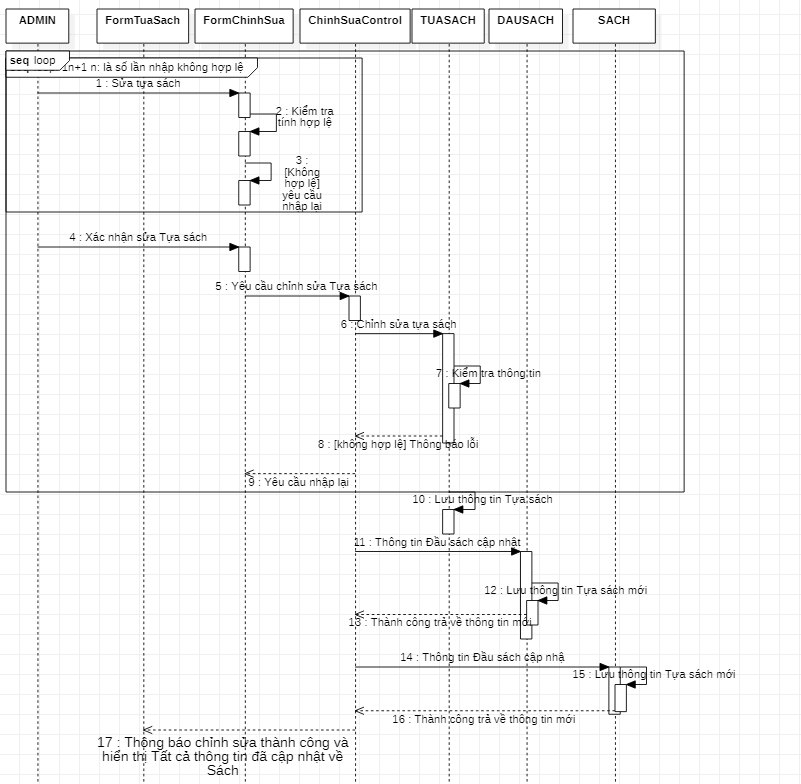 ADMIN
FormTuaSach
FormChinhSua
ChinhSuaControl
TUASACH
DAUSACH
SACH
seq loop
1n+1 n: là số lần nhập không hợp lệ
1 : Sửa tựa sách
2 : Kiểm tra
tính hợp lệ
3 :
[Không
hợp lệ]
yêu cầu
nhập lại
4 : Xác nhận sửa Tựa sách
5 : Yêu cầu chỉnh sửa Tựa sách
6 : Chỉnh sửa tựa sách
7 : Kiểm tra thông tin
8 : [không hợp lệ] Thông báo lỗi
9 : Yêu cầu nhập lại
10 : Lưu thông tin Tựa sách
11 : Thông tin Đầu sách cập nhật
12 : Lưu thông tin Tựa sách mới
13 : Thành công trả về thông tin mới
14 : Thông tin Đầu sách cập nhậ
15 : Lưu thông tin Tựa sách mới
16 : Thành công trả về thông tin mới
17 : Thông báo chỉnh sửa thành công và
hiển thị Tất cả thông tin đã cập nhật về
Sách